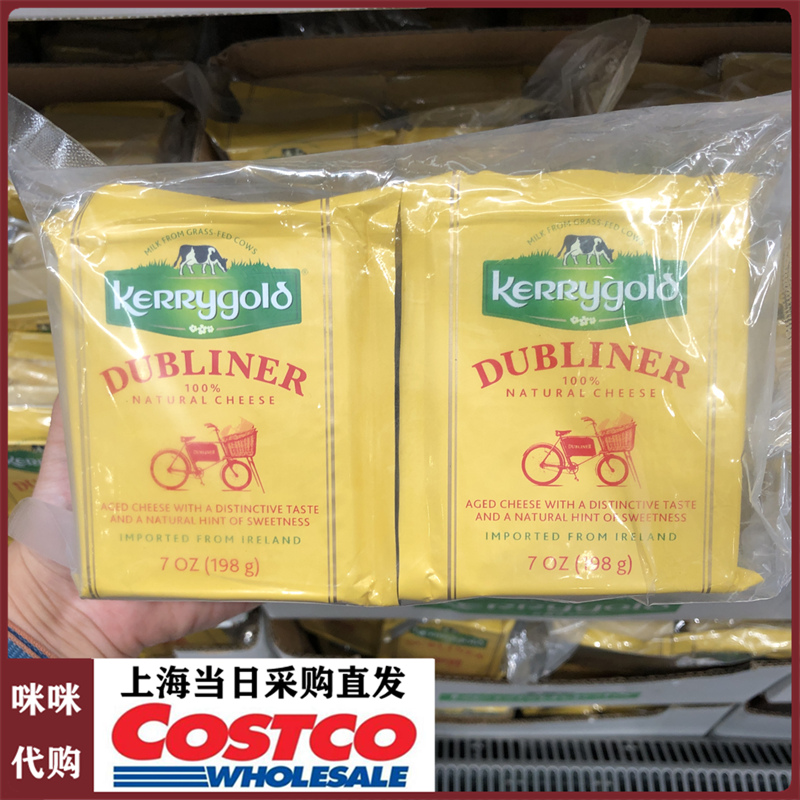 MILK FROM GRASS-FED COWS
Kerrygold
DUBLINER
100%
NATURAL CHEESE
DUBLINER
AGED CHEESE WITH A DISTINCTIVE TASTE
AND A NATURAL HINT OF SWEETNESS
IMPORTED FROM IRELAND
7 OZ (198 g)
MILK FROM GRASS-FED COWS
Kerrygold
DUBLINER
100%
NATURAL CHEESE
DUBLINER
AGED CHEESE WITH A DISTINCTIVE TASTE
AND A NATURAL HINT OF SWEETNESS
IMPORTED FROM IRELAND
7 OZ (198 g)
Kerrygold
咪咪
代购
上海当日采购直发
COSTCO
WHOLESALE